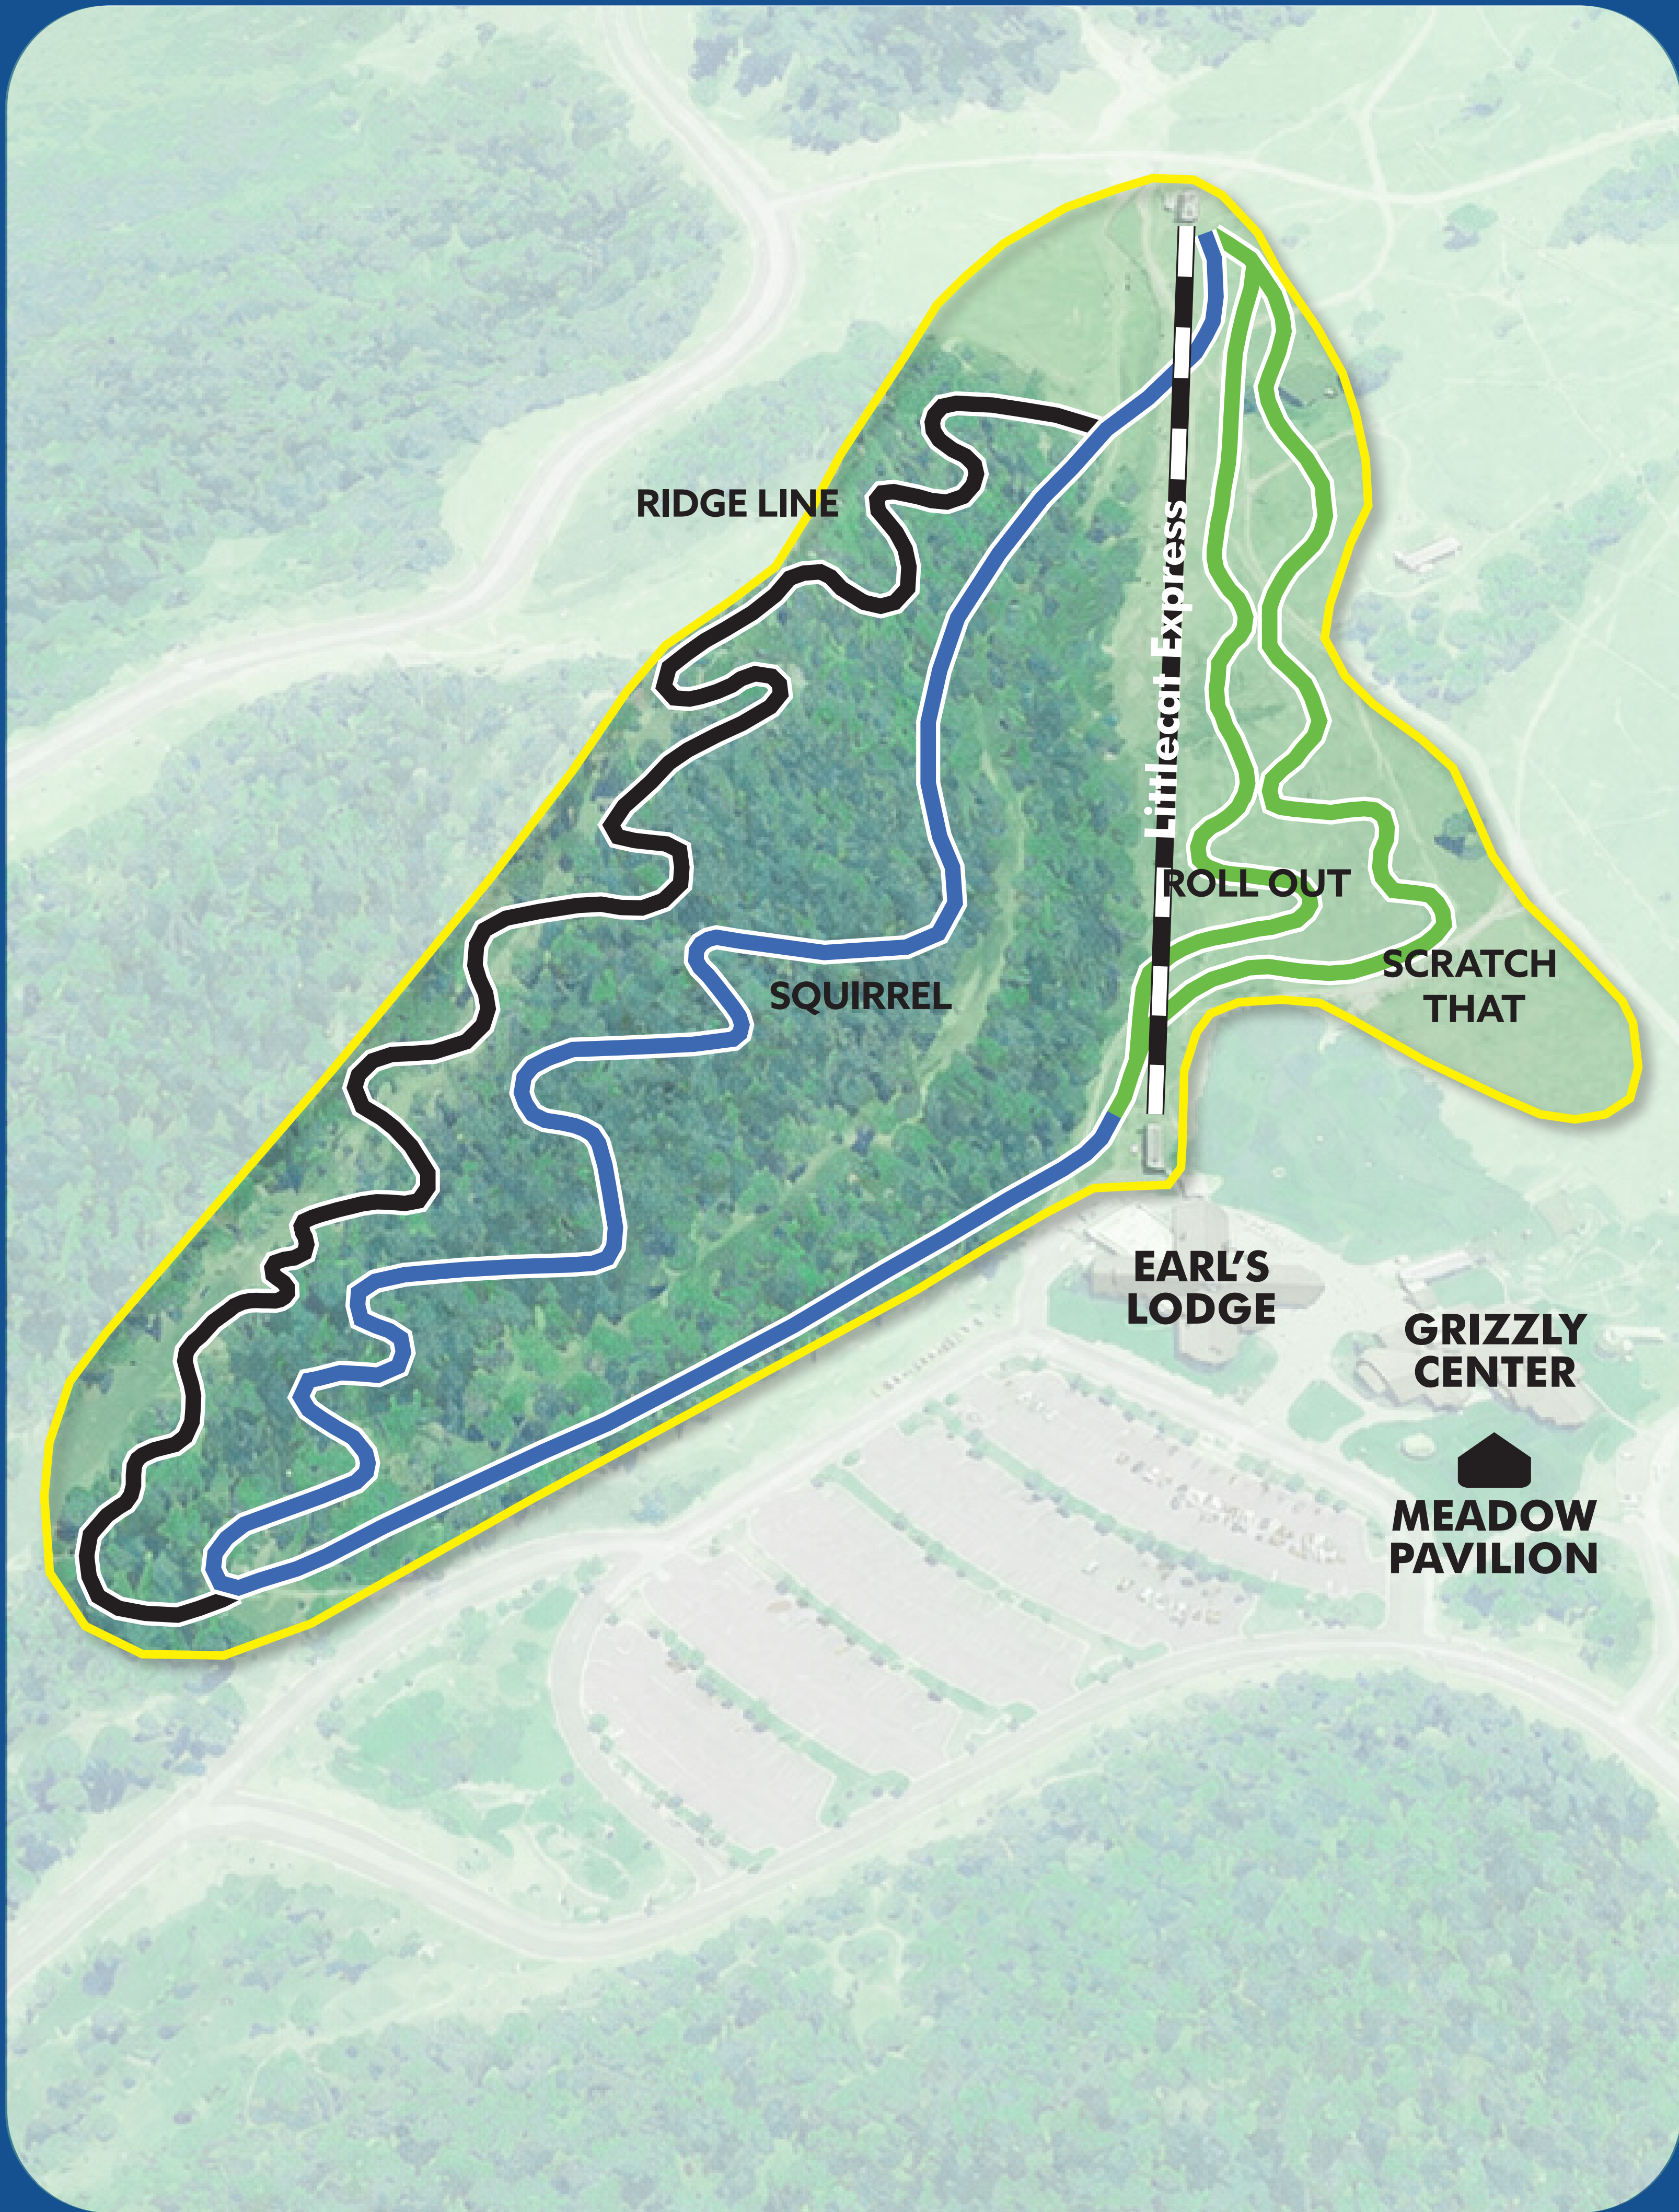 RIDGE LINE
Littlecat Express
ROLL OUT
SCRATCH
THAT
SQUIRREL
EARL'S
LODGE
GRIZZLY
CENTER
MEADOW
PAVILION